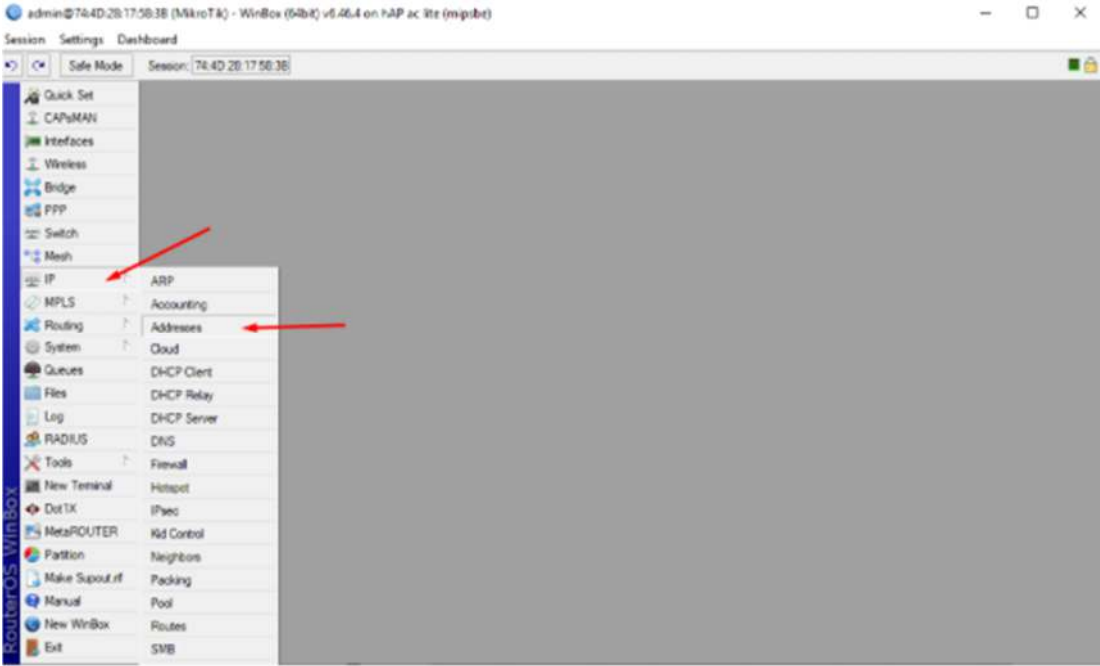 admin@74:4D:28:17:5B:3B (MikroTik) - WinBox (64bit) v6.46.4 on hAP ac lite (mipsbe)
Session Settings Dashboard
Safe Mode Session: 74:4D:28:17:5B:3B
Quick Set
CAPsMAN
Interfaces
Wireless
Bridge
PPP
Switch
Mesh
IP
MPLS
Routing
System
Queues
Files
Log
RADIUS
Tools
New Terminal
Dot1X
MetaROUTER
Partition
Make Supout.rif
Manual
New WinBox
Exit
ARP
Accounting
Addresses
Cloud
DHCP Client
DHCP Relay
DHCP Server
DNS
Firewall
Hotspot
IPsec
Kid Control
Neighbors
Packing
Pool
Routes
SMB
RouterOS WinBox